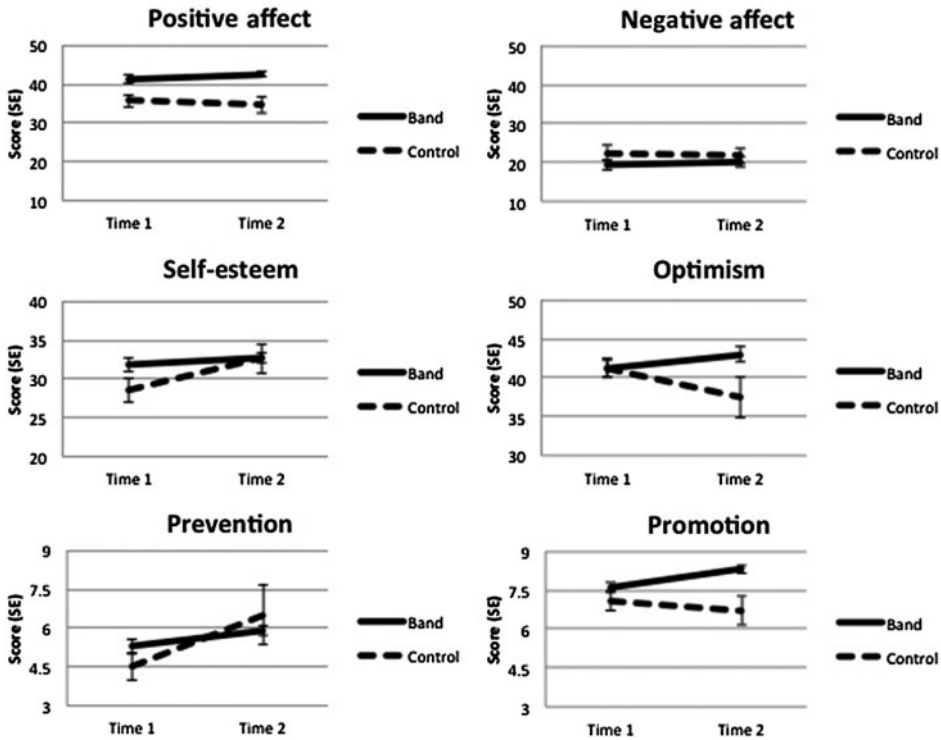 Positive affect
50
40
30
20
10
Score (SE)
Time 1
Time 2
Band
Control
Negative affect
50
40
30
20
10
Score (SE)
Time 1
Time 2
Band
Control
Self-esteem
40
35
30
25
20
Score (SE)
Time 1
Time 2
Band
Control
Optimism
50
45
40
35
30
Score (SE)
Time 1
Time 2
Band
Control
Prevention
9
7.5
6
4.5
3
Score (SE)
Time 1
Time 2
Band
Control
Promotion
9
7.5
6
4.5
3
Score (SE)
Time 1
Time 2
Band
Control